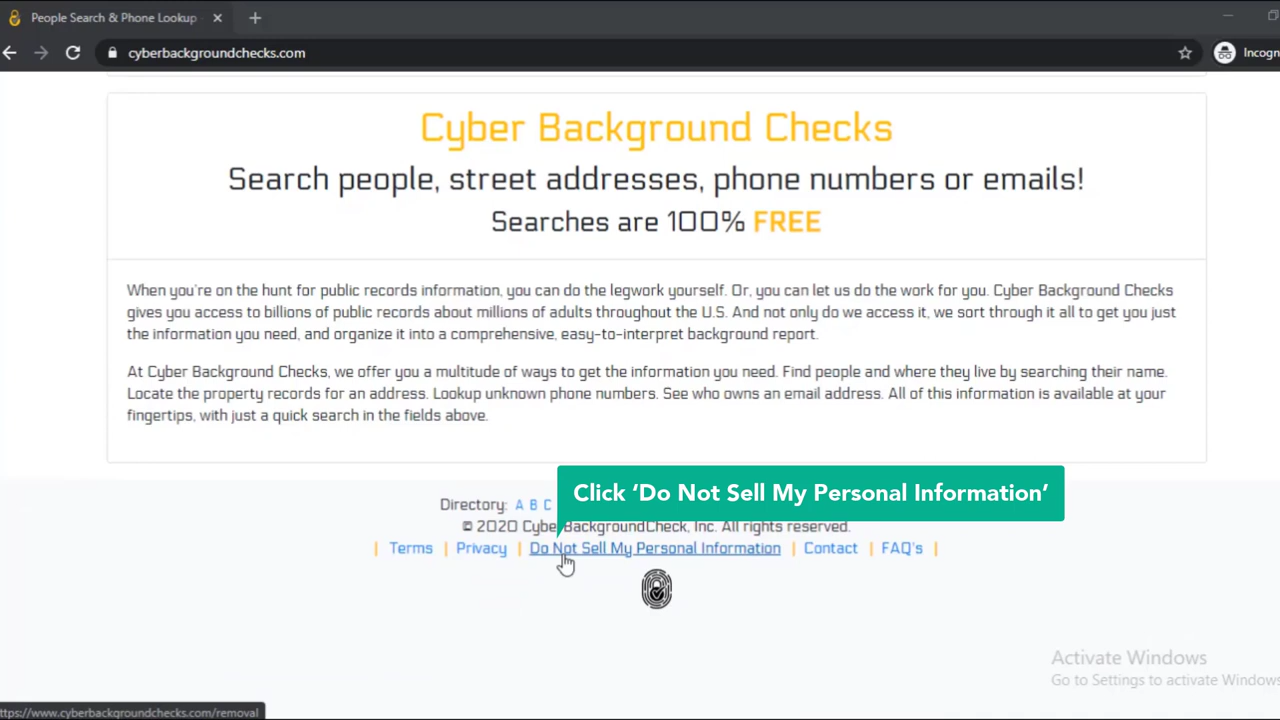 People Search & Phone Lookup
cyberbackgroundchecks.com
Incogn
Cyber Background Checks
Search people, street addresses, phone numbers or emails!
Searches are 100% FREE
When you're on the hunt for public records information, you can do the legwork yourself. Or, you can let us do the work for you. Cyber Background Checks
gives you access to billions of public records about millions of adults throughout the U.S. And not only do we access it, we sort through it all to get you just
the information you need, and organize it into a comprehensive, easy-to-interpret background report.
At Cyber Background Checks, we offer you a multitude of ways to get the information you need. Find people and where they live by searching their name.
Locate the property records for an address. Lookup unknown phone numbers. See who owns an email address. All of this information is available at your
fingertips, with just a quick search in the fields above.
Click ‘Do Not Sell My Personal Information’
Directory: A B C
© 2020 CyberBackgroundCheck, Inc. All rights reserved.
| Terms | Privacy | Do Not Sell My Personal Information | Contact | FAQ's |
Activate Windows
Go to Settings to activate Windows
ttps://www.cyberbackgroundchecks.com/removal